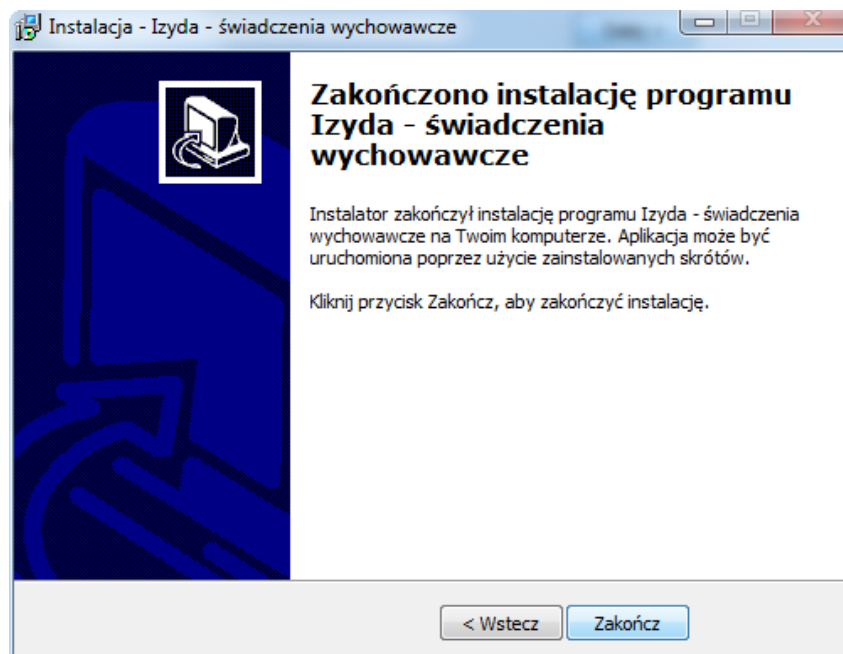 Instalacja - Izyda - świadczenia wychowawcze
Zakończono instalację programu
Izyda - świadczenia
wychowawcze
Instalator zakończył instalację programu Izyda - świadczenia
wychowawcze na Twoim komputerze. Aplikacja może być
uruchomiona poprzez użycie zainstalowanych skrótów.
Kliknij przycisk Zakończ, aby zakończyć instalację.
< Wstecz
Zakończ